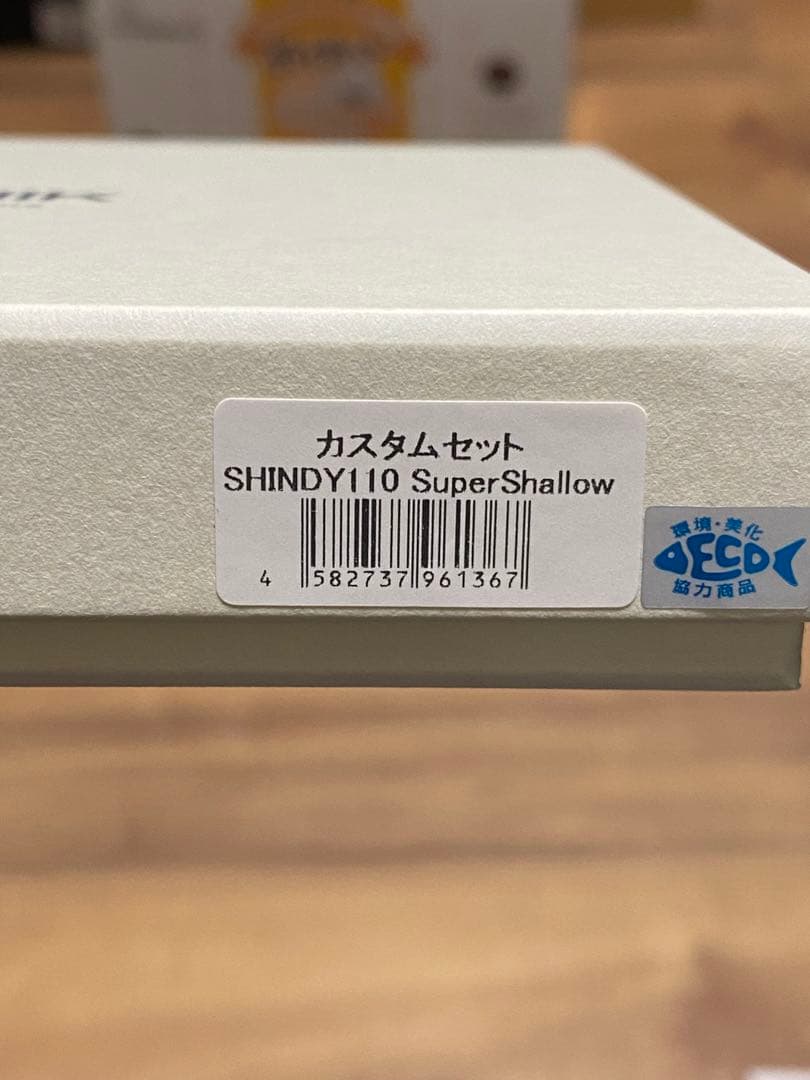 カスタムセット
SHINDY110 SuperShallow
4 582737 961367
環境・美化
ECO
協力商品